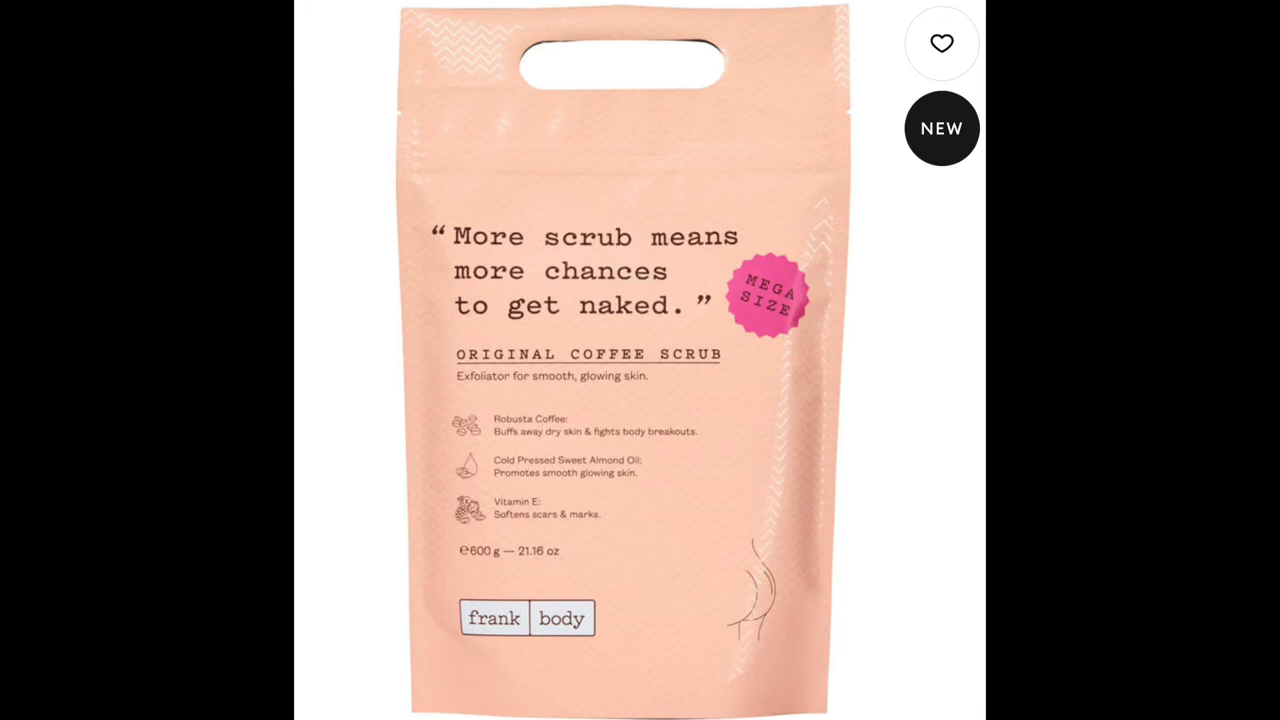 NEW
“More scrub means
more chances
to get naked.”
MEGA
SIZE
ORIGINAL COFFEE SCRUB
Exfoliator for smooth, glowing skin.
Robusta Coffee:
Buffs away dry skin & fights body breakouts.
Cold Pressed Sweet Almond Oil:
Promotes smooth glowing skin.
Vitamin E:
Softens scars & marks.
℮600 g — 21.16 oz
frank body